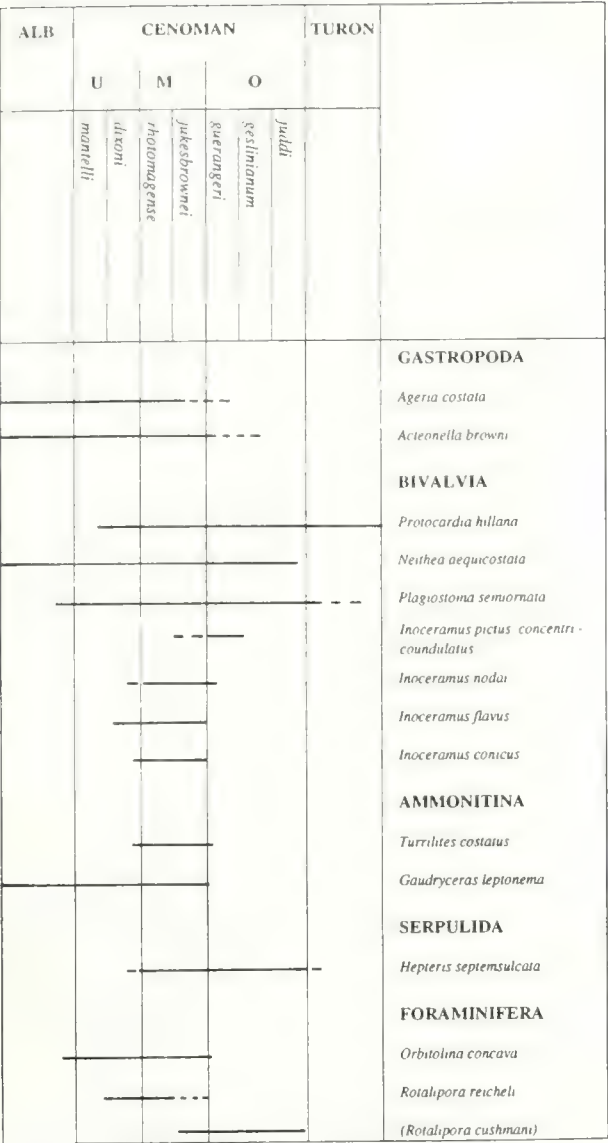 ALB CENOMAN TURON
U M O
mantelli
dixoni
rhotomagense
jukesbrownei
guerangeri
geslinianum
juddi
GASTROPODA
Ageria costata
Acteonella browni
BIVALVIA
Protocardia hillana
Neithea aequicostata
Plagiostoma semiornata
Inoceramus pictus concentri-
coundulatus
Inoceramus nodai
Inoceramus flavus
Inoceramus conicus
AMMONITINA
Turrilites costatus
Gaudryceras leptonema
SERPULIDA
Hepteris septemsulcata
FORAMINIFERA
Orbitolina concava
Rotalipora reicheli
(Rotalipora cushmani)